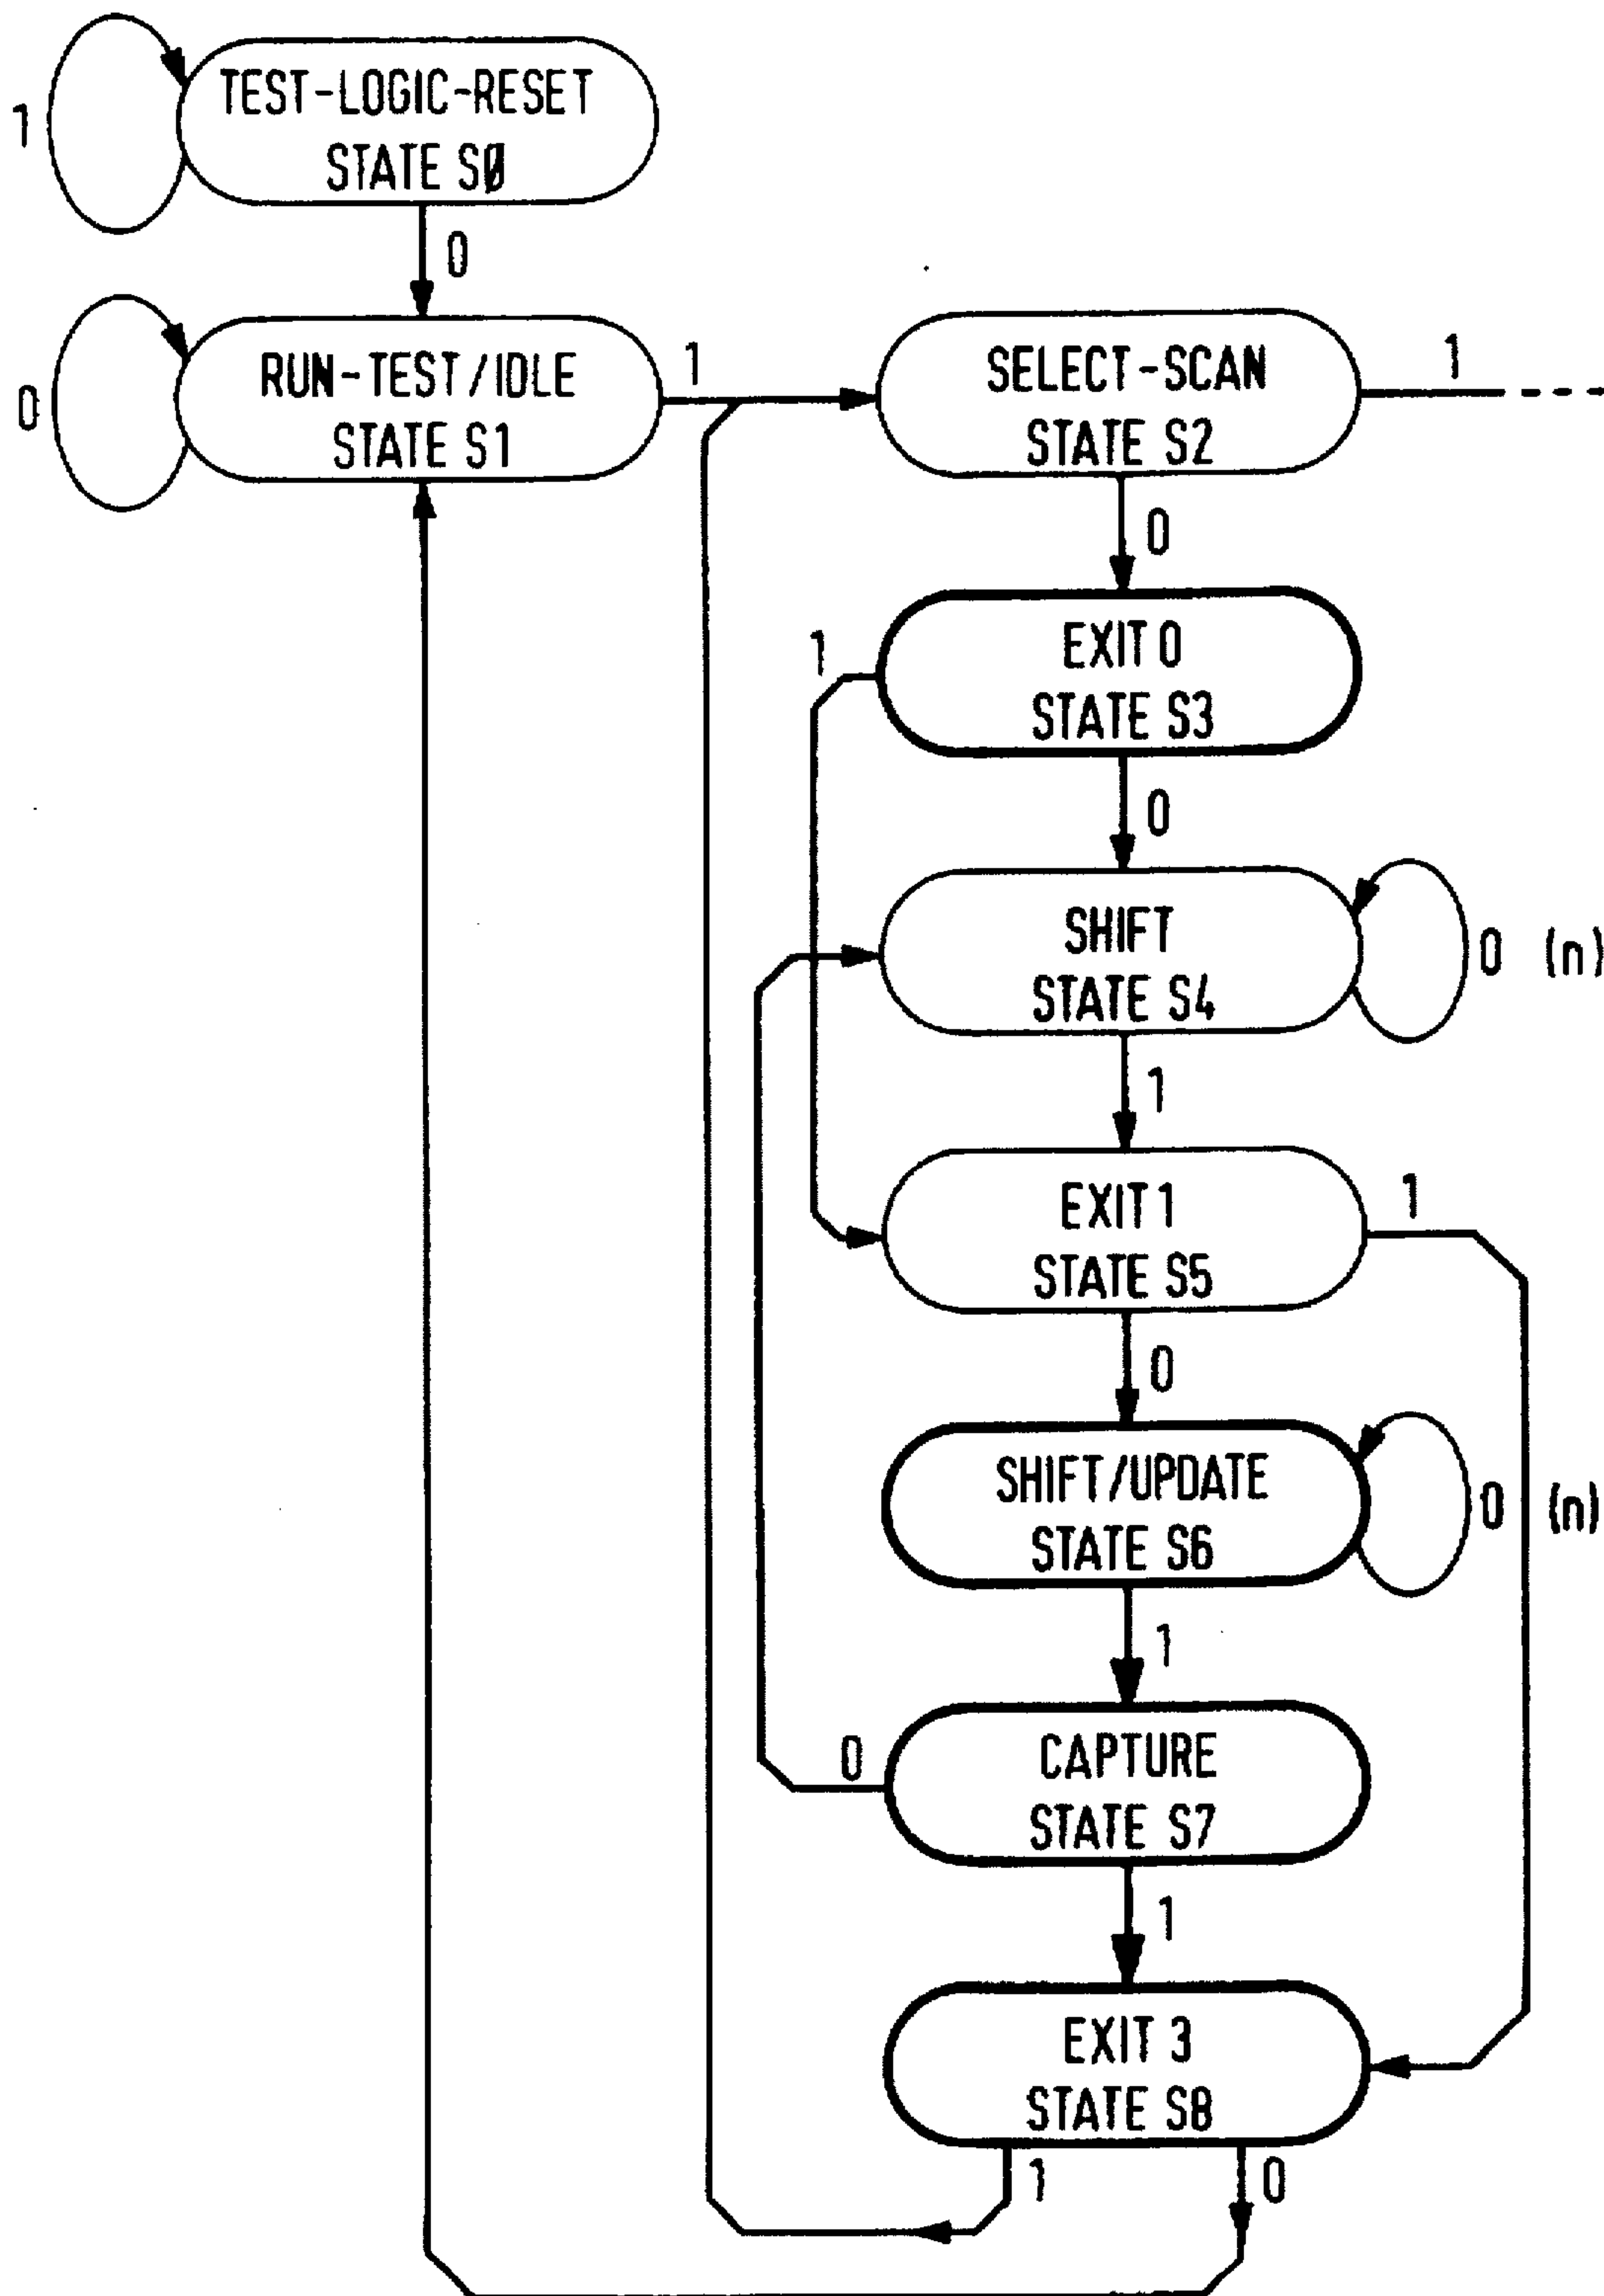 TEST-LOGIC-RESET
STATE SØ
1
0
RUN-TEST/IDLE
STATE S1
0
1
SELECT-SCAN
STATE S2
1
0
EXIT 0
STATE S3
1
0
SHIFT
STATE S4
0 (n)
1
EXIT 1
STATE S5
1
0
SHIFT/UPDATE
STATE S6
0 (n)
1
CAPTURE
STATE S7
0
1
EXIT 3
STATE S8
1
0